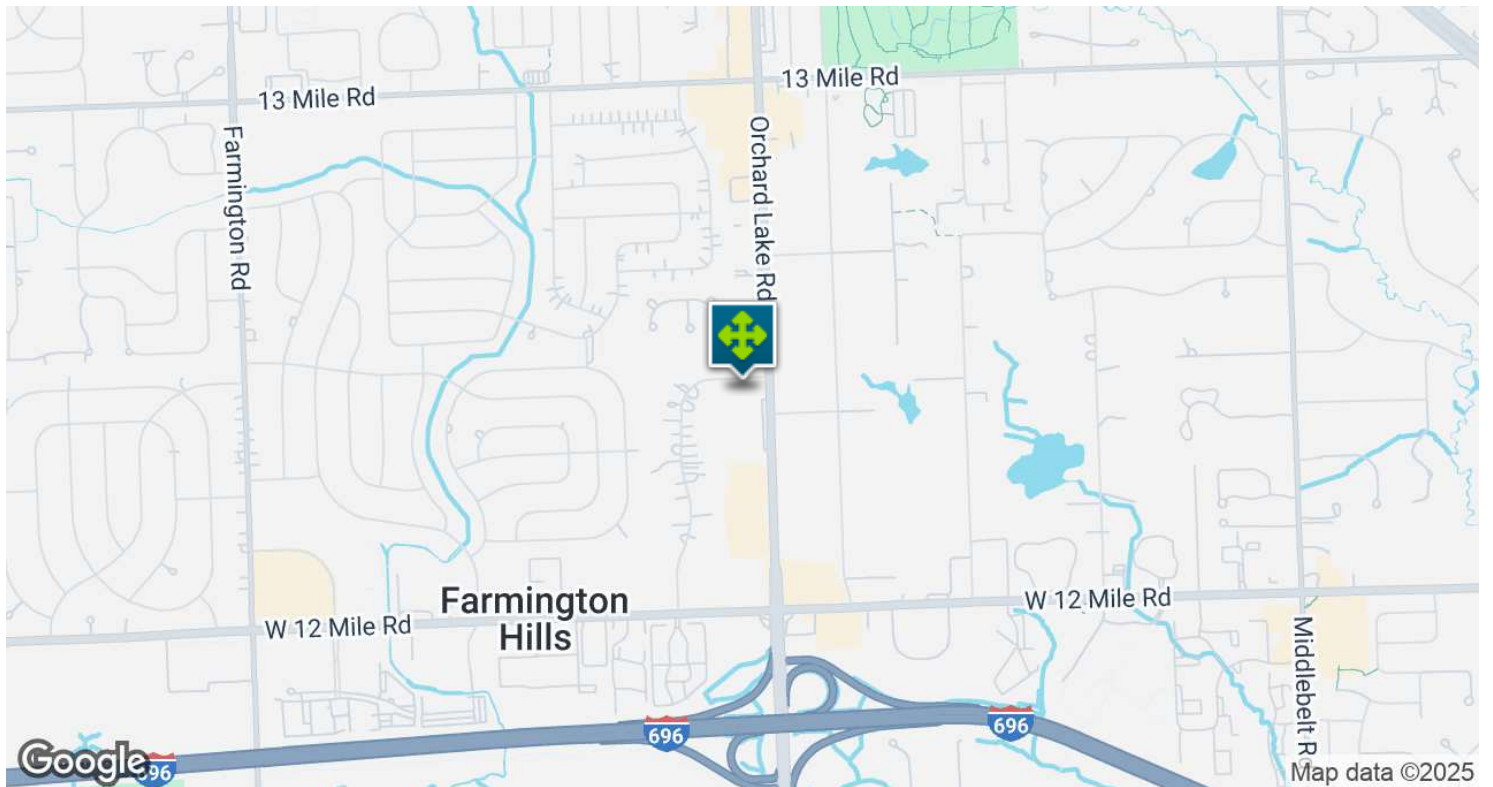 13 Mile Rd
13 Mile Rd
Farmington Rd
Orchard Lake Rd
Farmington
Hills
W 12 Mile Rd
W 12 Mile Rd
Middlebelt Rd
696
696
696
Google
Map data ©2025